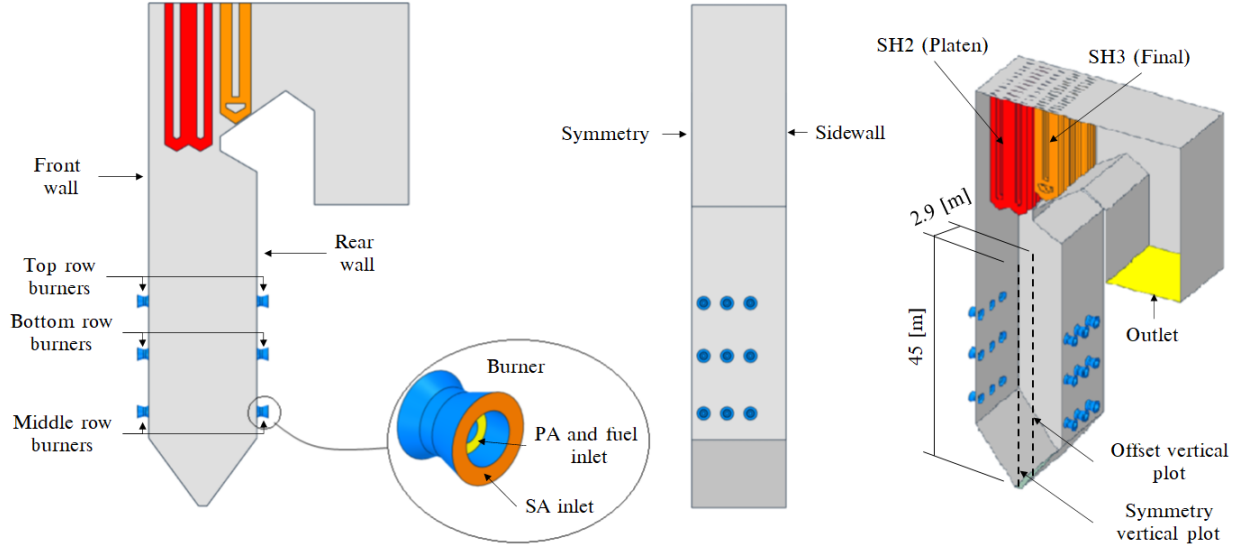 Front
wall
Rear
wall
Top row
burners
Bottom row
burners
Middle row
burners
Burner
PA and fuel
inlet
SA inlet
Symmetry
Sidewall
SH2 (Platen)
SH3 (Final)
2.9 [m]
45 [m]
Outlet
Offset vertical
plot
Symmetry
vertical plot